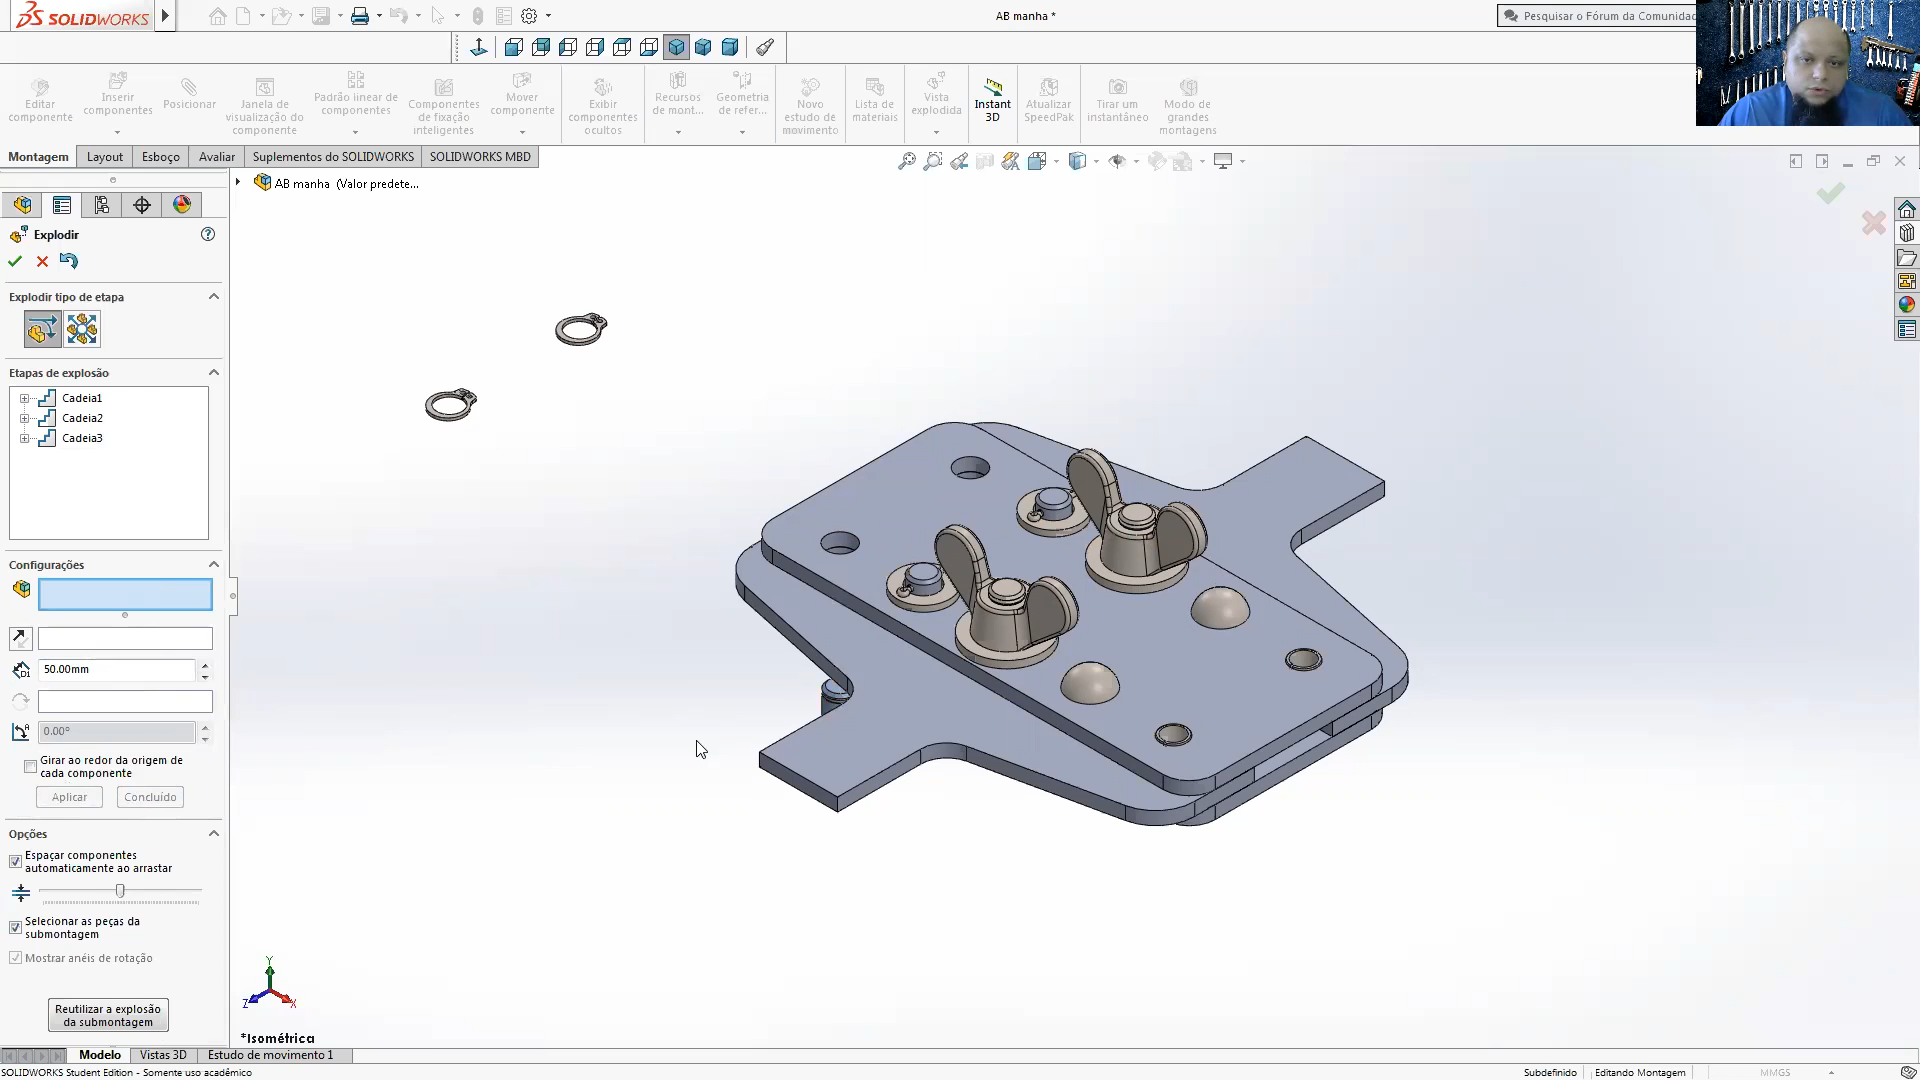 SOLIDWORKS
AB manha *
Pesquisar o Fórum da Comunidad
Editar componente
Inserir componentes
Posicionar
Janela de visualização do componente
Padrão linear de componentes
Componentes de fixação inteligentes
Mover componente
Exibir componentes ocultos
Recursos de mont...
Geometria de refer...
Novo estudo de movimento
Lista de materiais
Vista explodida
Instant 3D
Atualizar SpeedPak
Tirar um instantâneo
Modo de grandes montagens
Montagem
Layout
Esboço
Avaliar
Suplementos do SOLIDWORKS
SOLIDWORKS MBD
AB manha (Valor predete...
Explodir
Explodir tipo de etapa
Etapas de explosão
Cadeia1
Cadeia2
Cadeia3
Configurações
D1
50.00mm
0.00°
Girar ao redor da origem de
cada componente
Aplicar
Concluído
Opções
Espaçar componentes
automaticamente ao arrastar
Selecionar as peças da
submontagem
Mostrar anéis de rotação
Reutilizar a explosão
da submontagem
Y
Z
X
*Isométrica
Modelo
Vistas 3D
Estudo de movimento 1
SOLIDWORKS Student Edition - Somente uso acadêmico
Subdefinido
Editando Montagem
MMGS